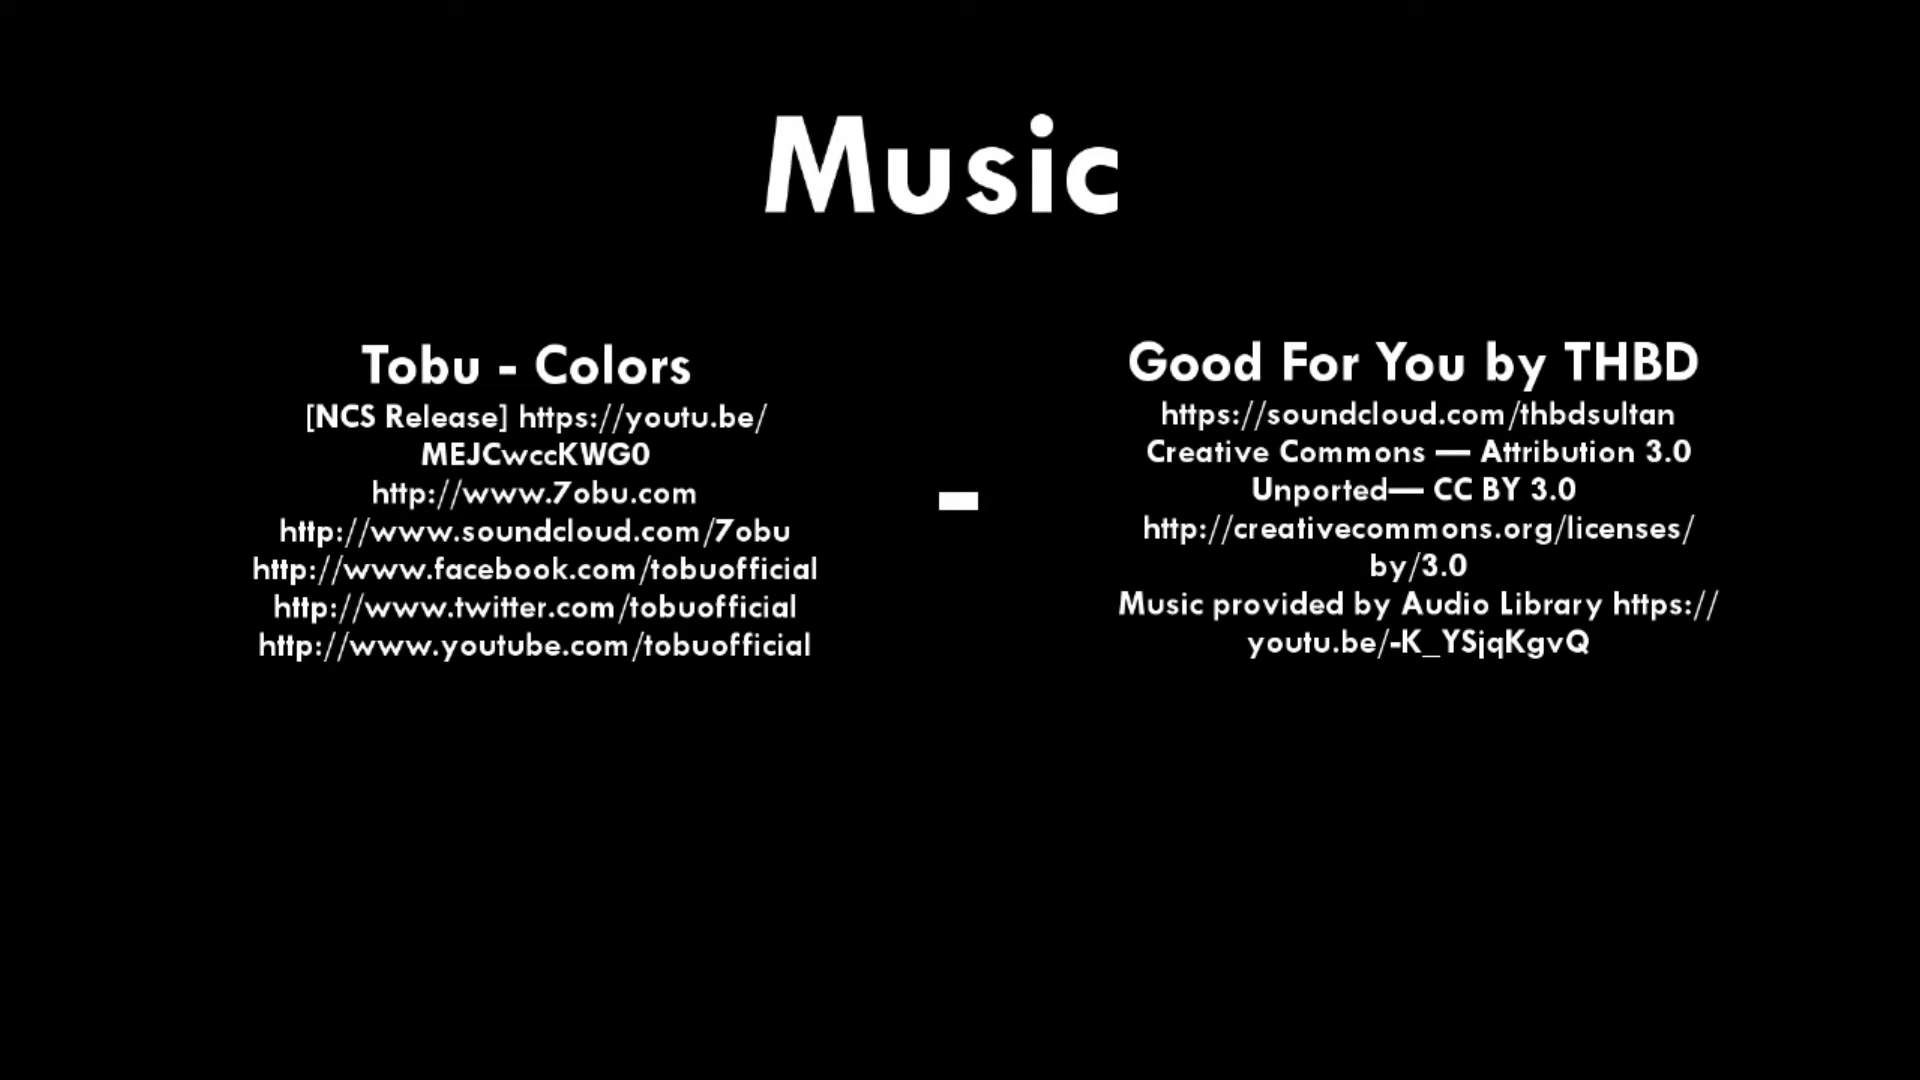 Music
Tobu - Colors
[NCS Release] https://youtu.be/
MEJCwccKWG0
http://www.7obu.com
http://www.soundcloud.com/7obu
http://www.facebook.com/tobuofficial
http://www.twitter.com/tobuofficial
http://www.youtube.com/tobuofficial
-
Good For You by THBD
https://soundcloud.com/thbdsultan
Creative Commons — Attribution 3.0
Unported— CC BY 3.0
http://creativecommons.org/licenses/
by/3.0
Music provided by Audio Library https://
youtu.be/-K_YSjqKgvQ